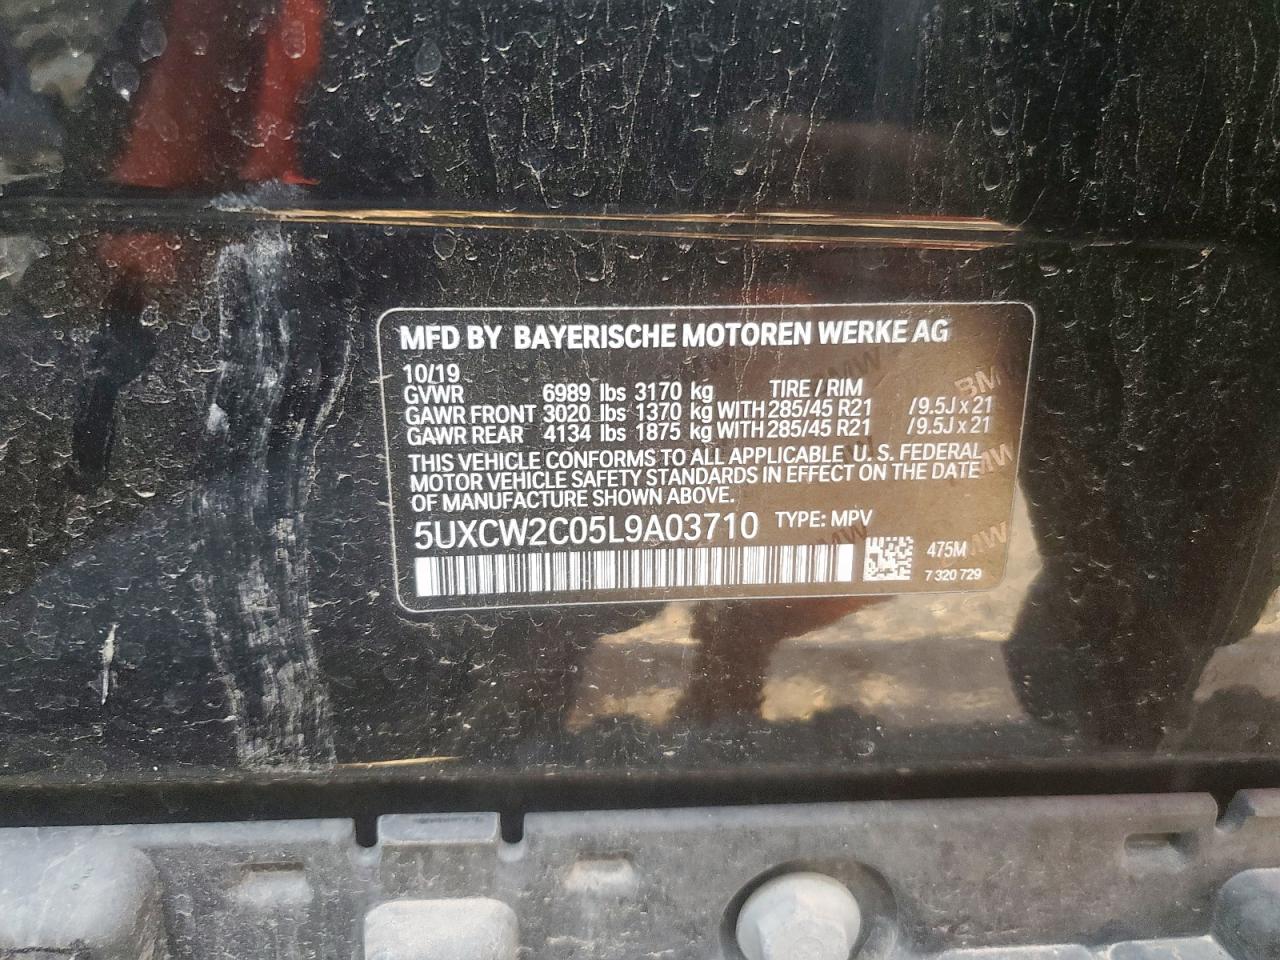 MFD BY BAYERISCHE MOTOREN WERKE AG
10/19
GVWR 6989 lbs 3170 kg TIRE / RIM
GAWR FRONT 3020 lbs 1370 kg WITH 285/45 R21 / 9.5J x 21
GAWR REAR 4134 lbs 1875 kg WITH 285/45 R21 / 9.5J x 21
THIS VEHICLE CONFORMS TO ALL APPLICABLE U. S. FEDERAL
MOTOR VEHICLE SAFETY STANDARDS IN EFFECT ON THE DATE
OF MANUFACTURE SHOWN ABOVE.
5UXCW2C05L9A03710 TYPE: MPV
475M
7 320 729